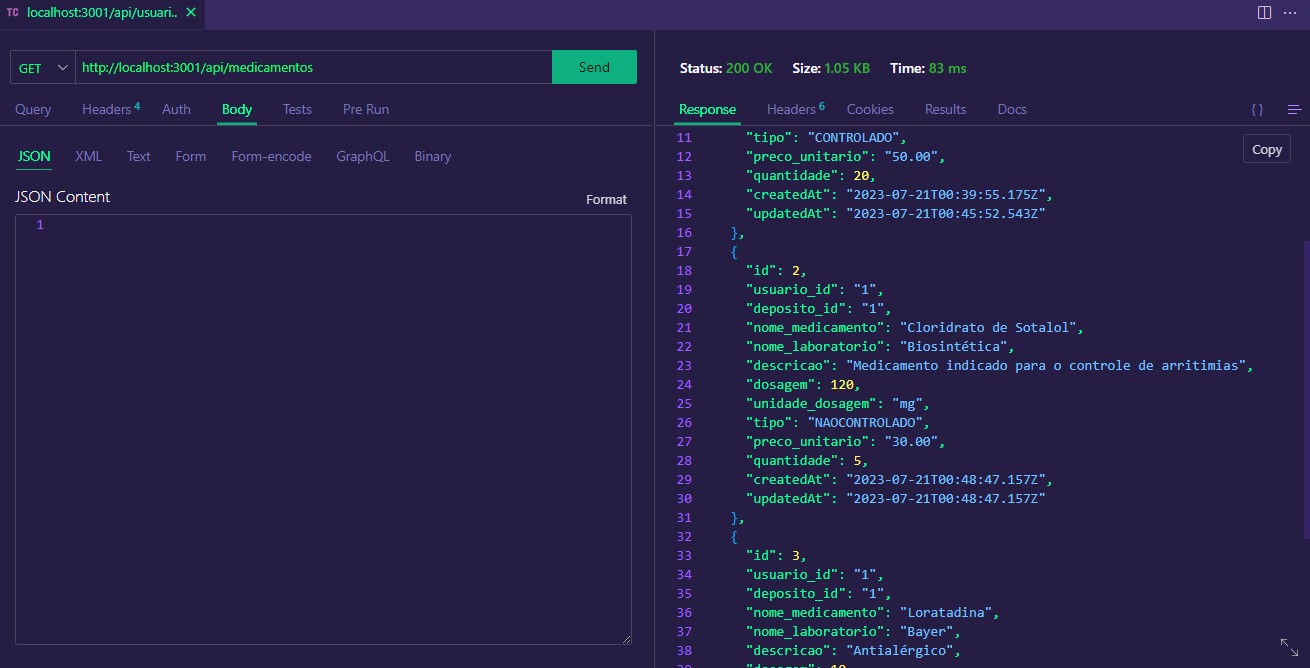 TC localhost:3001/api/usuari.. ✕
GET http://localhost:3001/api/medicamentos Send
Query Headers 4 Auth Body Tests Pre Run
JSON XML Text Form Form-encode GraphQL Binary
JSON Content Format
1
Status: 200 OK Size: 1.05 KB Time: 83 ms
Response Headers 6 Cookies Results Docs { }
Copy
11 "tipo": "CONTROLADO",
12 "preco_unitario": "50.00",
13 "quantidade": 20,
14 "createdAt": "2023-07-21T00:39:55.175Z",
15 "updatedAt": "2023-07-21T00:45:52.543Z"
16 },
17 {
18 "id": 2,
19 "usuario_id": "1",
20 "deposito_id": "1",
21 "nome_medicamento": "Cloridrato de Sotalol",
22 "nome_laboratorio": "Biosintética",
23 "descricao": "Medicamento indicado para o controle de arritimias",
24 "dosagem": 120,
25 "unidade_dosagem": "mg",
26 "tipo": "NAOCONTROLADO",
27 "preco_unitario": "30.00",
28 "quantidade": 5,
29 "createdAt": "2023-07-21T00:48:47.157Z",
30 "updatedAt": "2023-07-21T00:48:47.157Z"
31 },
32 {
33 "id": 3,
34 "usuario_id": "1",
35 "deposito_id": "1",
36 "nome_medicamento": "Loratadina",
37 "nome_laboratorio": "Bayer",
38 "descricao": "Antialérgico",
39 "dosagem": 10